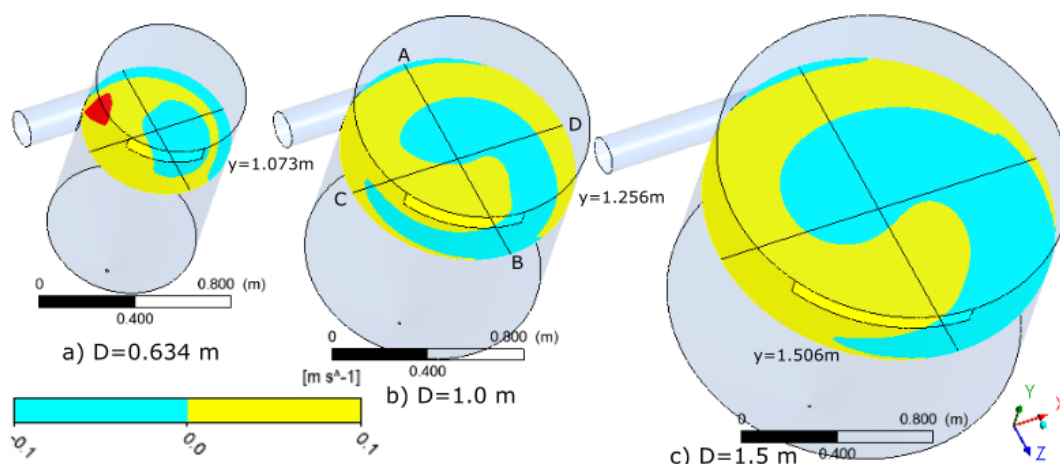 A
D
C
B
y=1.073m
y=1.256m
y=1.506m
0 0.800 (m)
0.400
a) D=0.634 m
0 0.800 (m)
0.400
b) D=1.0 m
0 0.800 (m)
0.400
c) D=1.5 m
[m s^-1]
-0.1 0.0 0.1
Y
X
Z